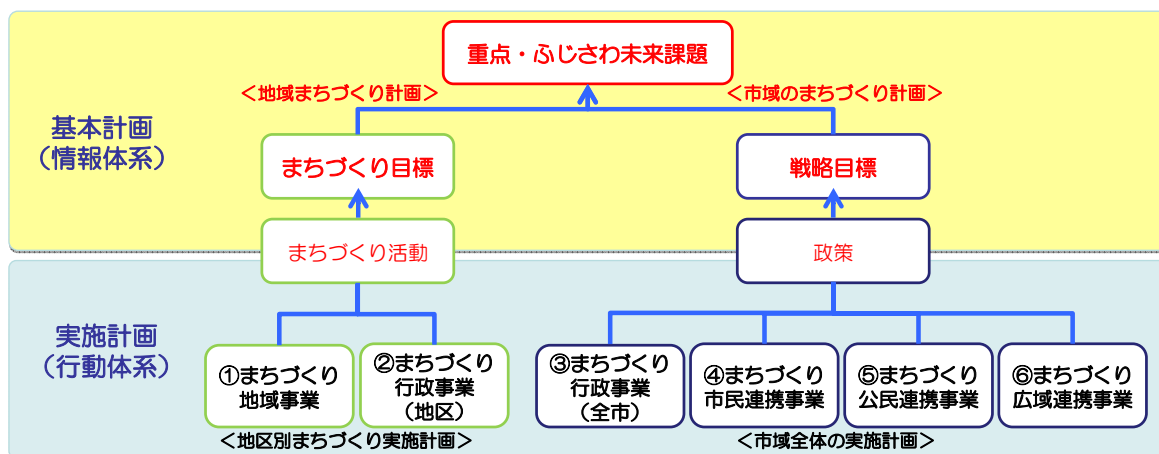 重点・ふじさわ未来課題
＜地域まちづくり計画＞
＜市域のまちづくり計画＞
基本計画
（情報体系）
まちづくり目標
戦略目標
まちづくり活動
政策
実施計画
（行動体系）
①まちづくり
地域事業
②まちづくり
行政事業
（地区）
③まちづくり
行政事業
（全市）
④まちづくり
市民連携事業
⑤まちづくり
公民連携事業
⑥まちづくり
広域連携事業
＜地区別まちづくり実施計画＞
＜市域全体の実施計画＞